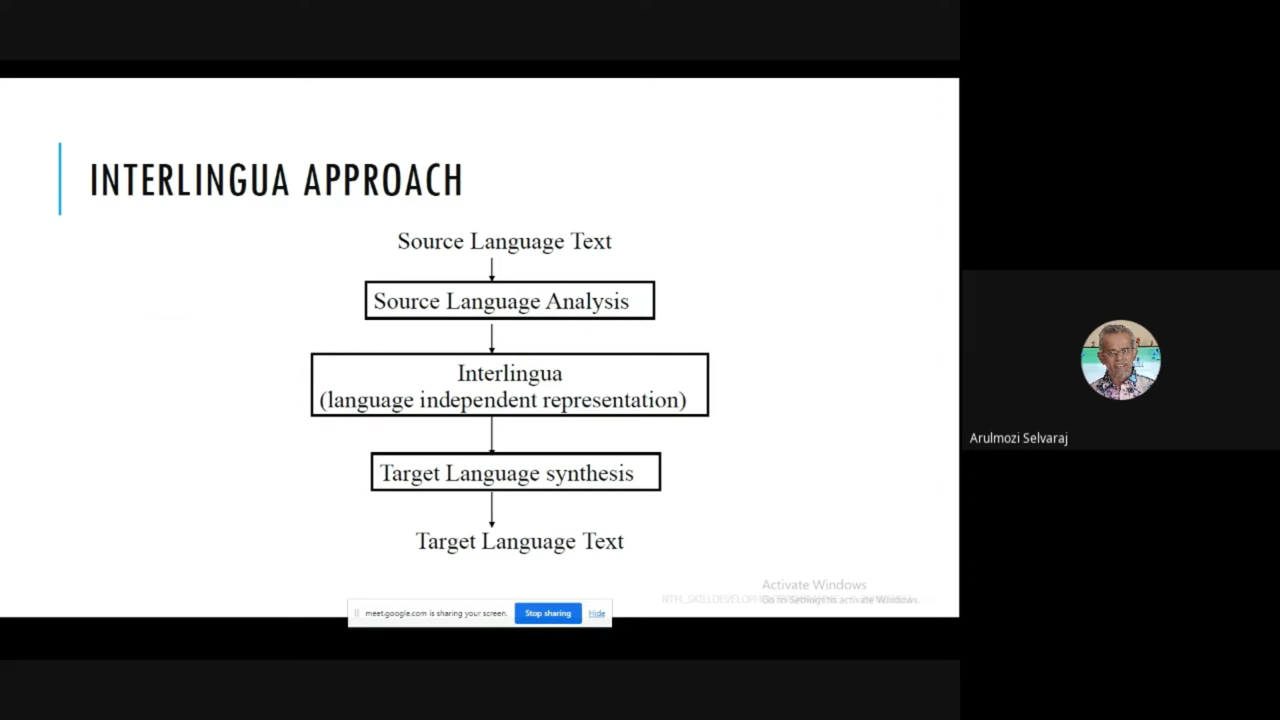 INTERLINGUA APPROACH
Source Language Text
Source Language Analysis
Interlingua
(language independent representation)
Target Language synthesis
Target Language Text
Arulmozi Selvaraj
Activate Windows
Go to Settings to activate Windows.
meet.google.com is sharing your screen.
Stop sharing
Hide